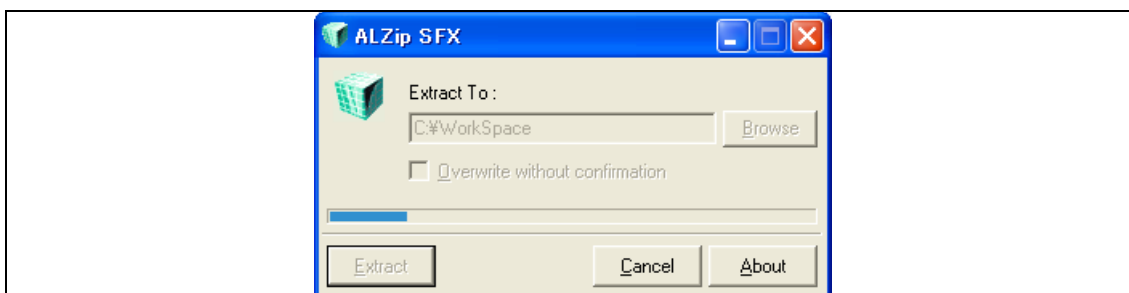 ALZip SFX
Extract To :
C:¥WorkSpace
Browse
Overwrite without confirmation
Extract
Cancel
About